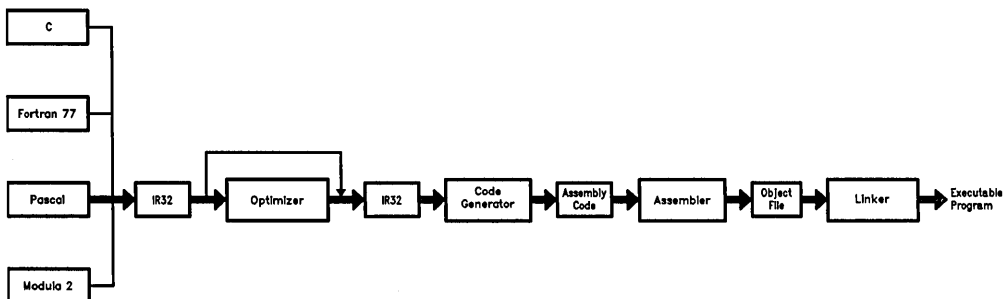 C
Fortran 77
Pascal
Modula 2
IR32
Optimizer
IR32
Code
Generator
Assembly
Code
Assembler
Object
File
Linker
Executable
Program